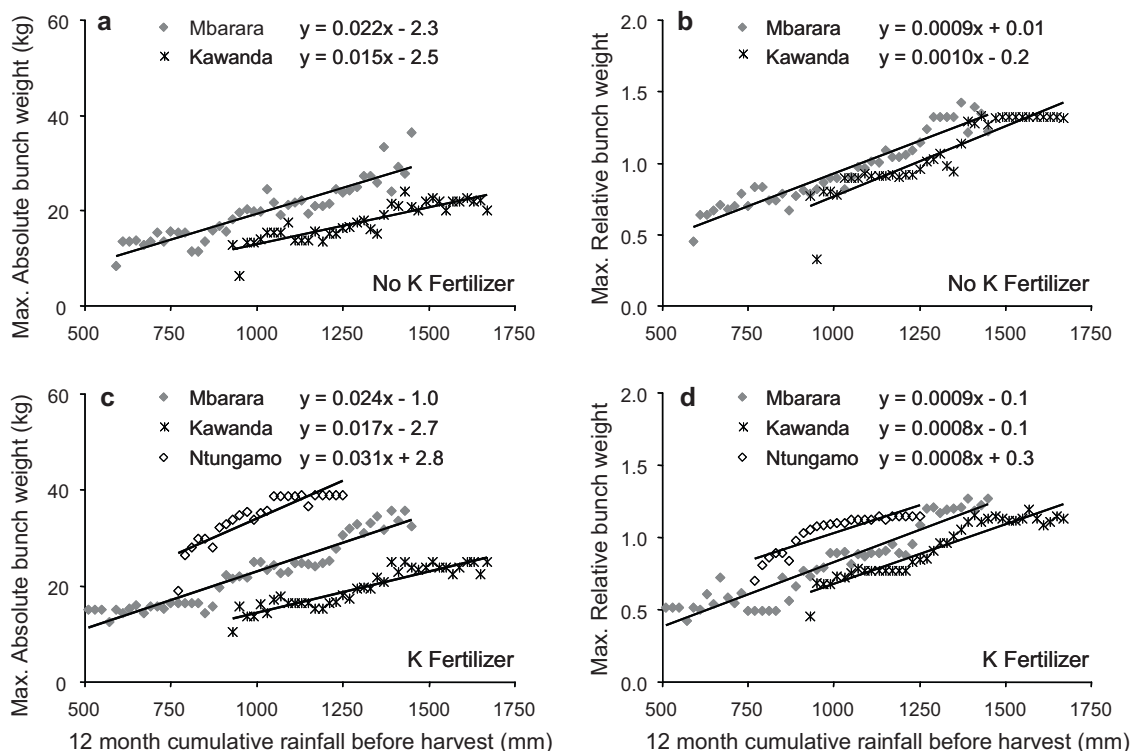 a
Mbarara y = 0.022x - 2.3
Kawanda y = 0.015x - 2.5
Max. Absolute bunch weight (kg)
60
40
20
0
No K Fertilizer
500 750 1000 1250 1500 1750
b
Mbarara y = 0.0009x + 0.01
Kawanda y = 0.0010x - 0.2
Max. Relative bunch weight
2.0
1.5
1.0
0.5
0.0
No K Fertilizer
500 750 1000 1250 1500 1750
c
Mbarara y = 0.024x - 1.0
Kawanda y = 0.017x - 2.7
Ntungamo y = 0.031x + 2.8
Max. Absolute bunch weight (kg)
60
40
20
0
K Fertilizer
500 750 1000 1250 1500 1750
12 month cumulative rainfall before harvest (mm)
d
Mbarara y = 0.0009x - 0.1
Kawanda y = 0.0008x - 0.1
Ntungamo y = 0.0008x + 0.3
Max. Relative bunch weight
2.0
1.5
1.0
0.5
0.0
K Fertilizer
500 750 1000 1250 1500 1750
12 month cumulative rainfall before harvest (mm)